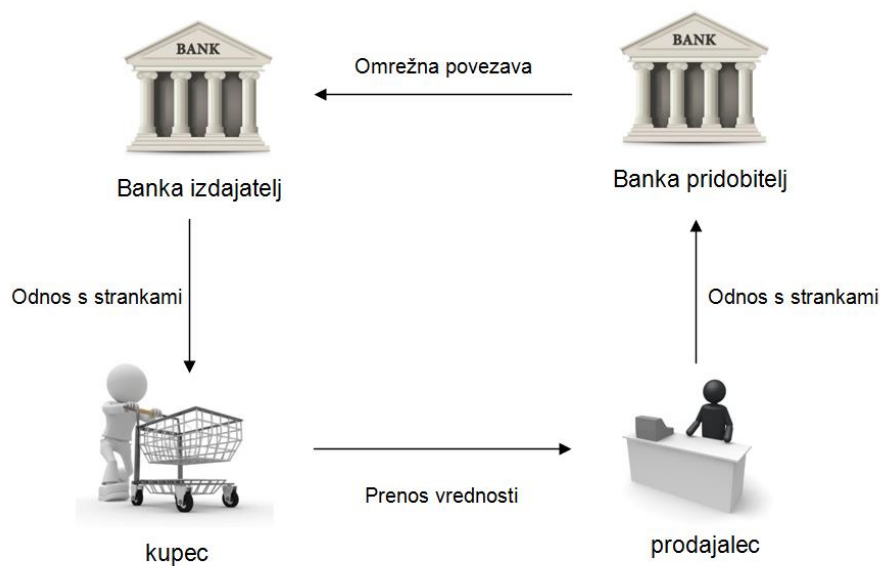 BANK
BANK
Omrežna povezava
Banka izdajatelj
Banka pridobitelj
Odnos s strankami
Odnos s strankami
Prenos vrednosti
kupec
prodajalec